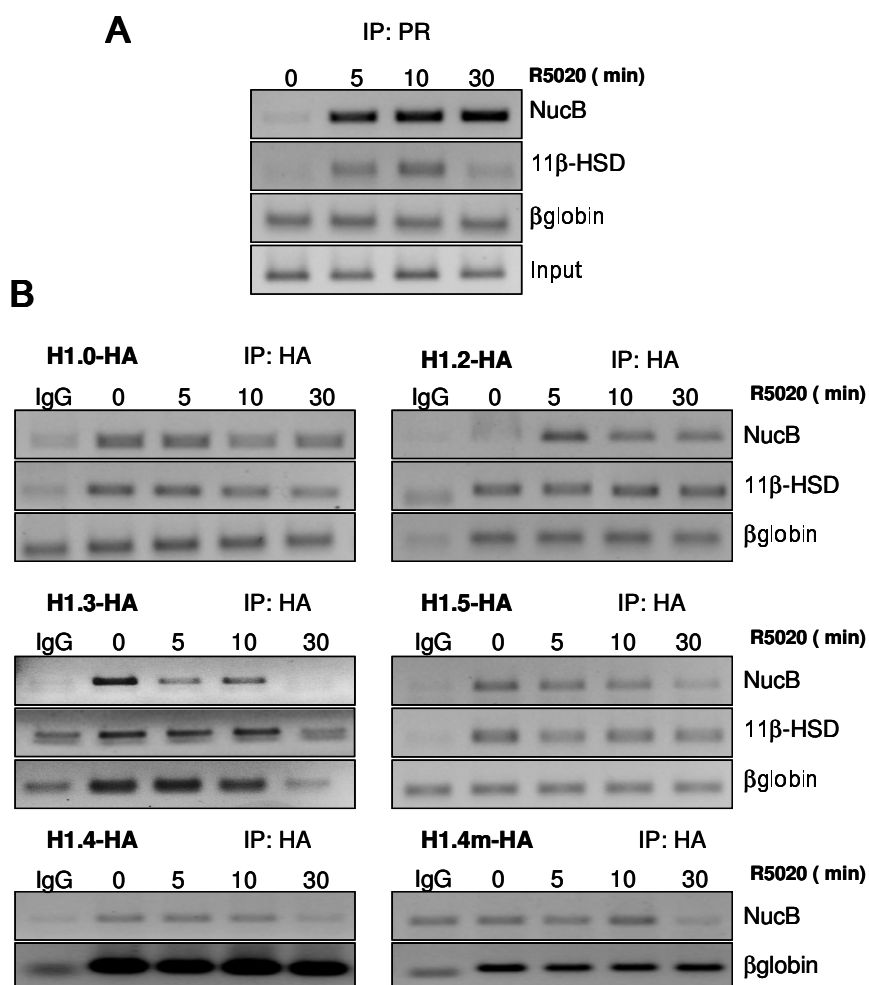 A
IP: PR
0 5 10 30 R5020 ( min)
NucB
11β-HSD
βglobin
Input
B
H1.0-HA IP: HA
IgG 0 5 10 30
H1.2-HA IP: HA
IgG 0 5 10 30 R5020 ( min)
NucB
11β-HSD
βglobin
H1.3-HA IP: HA
IgG 0 5 10 30
H1.5-HA IP: HA
IgG 0 5 10 30 R5020 ( min)
NucB
11β-HSD
βglobin
H1.4-HA IP: HA
IgG 0 5 10 30
H1.4m-HA IP: HA
IgG 0 5 10 30 R5020 ( min)
NucB
βglobin